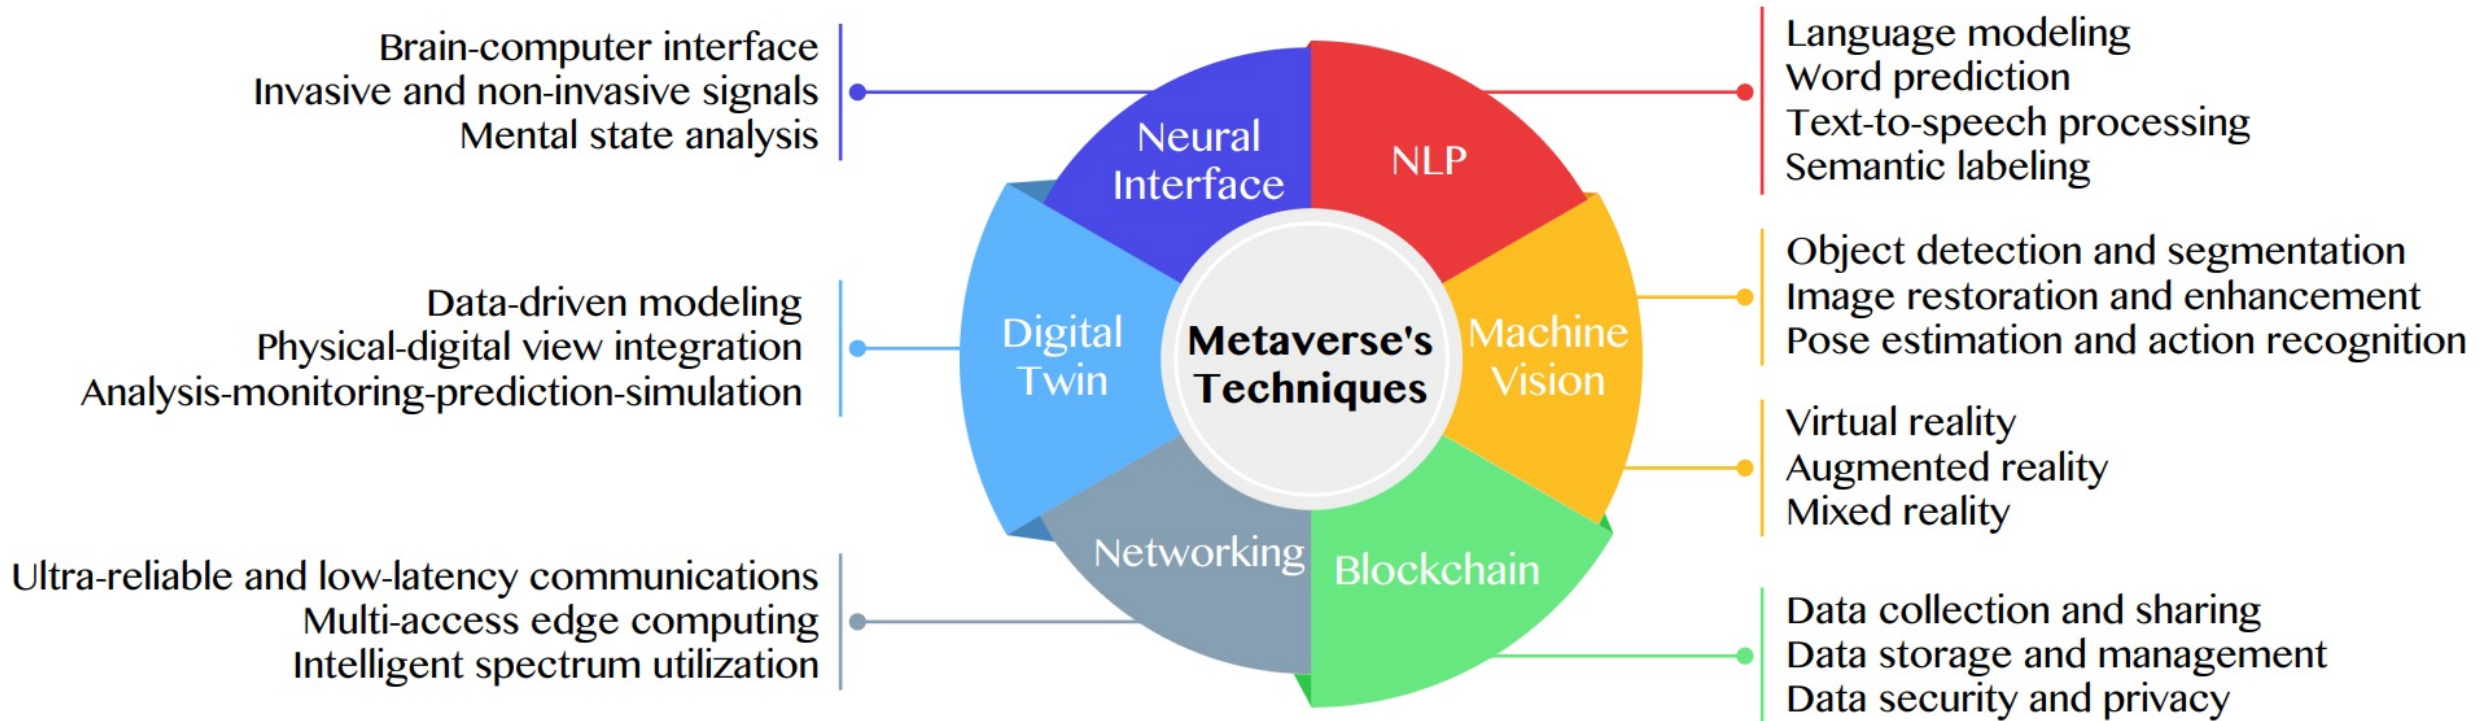 Brain-computer interface
Invasive and non-invasive signals
Mental state analysis
Data-driven modeling
Physical-digital view integration
Analysis-monitoring-prediction-simulation
Ultra-reliable and low-latency communications
Multi-access edge computing
Intelligent spectrum utilization
Neural
Interface
NLP
Digital
Twin
Metaverse's
Techniques
Machine
Vision
Networking
Blockchain
Language modeling
Word prediction
Text-to-speech processing
Semantic labeling
Object detection and segmentation
Image restoration and enhancement
Pose estimation and action recognition
Virtual reality
Augmented reality
Mixed reality
Data collection and sharing
Data storage and management
Data security and privacy